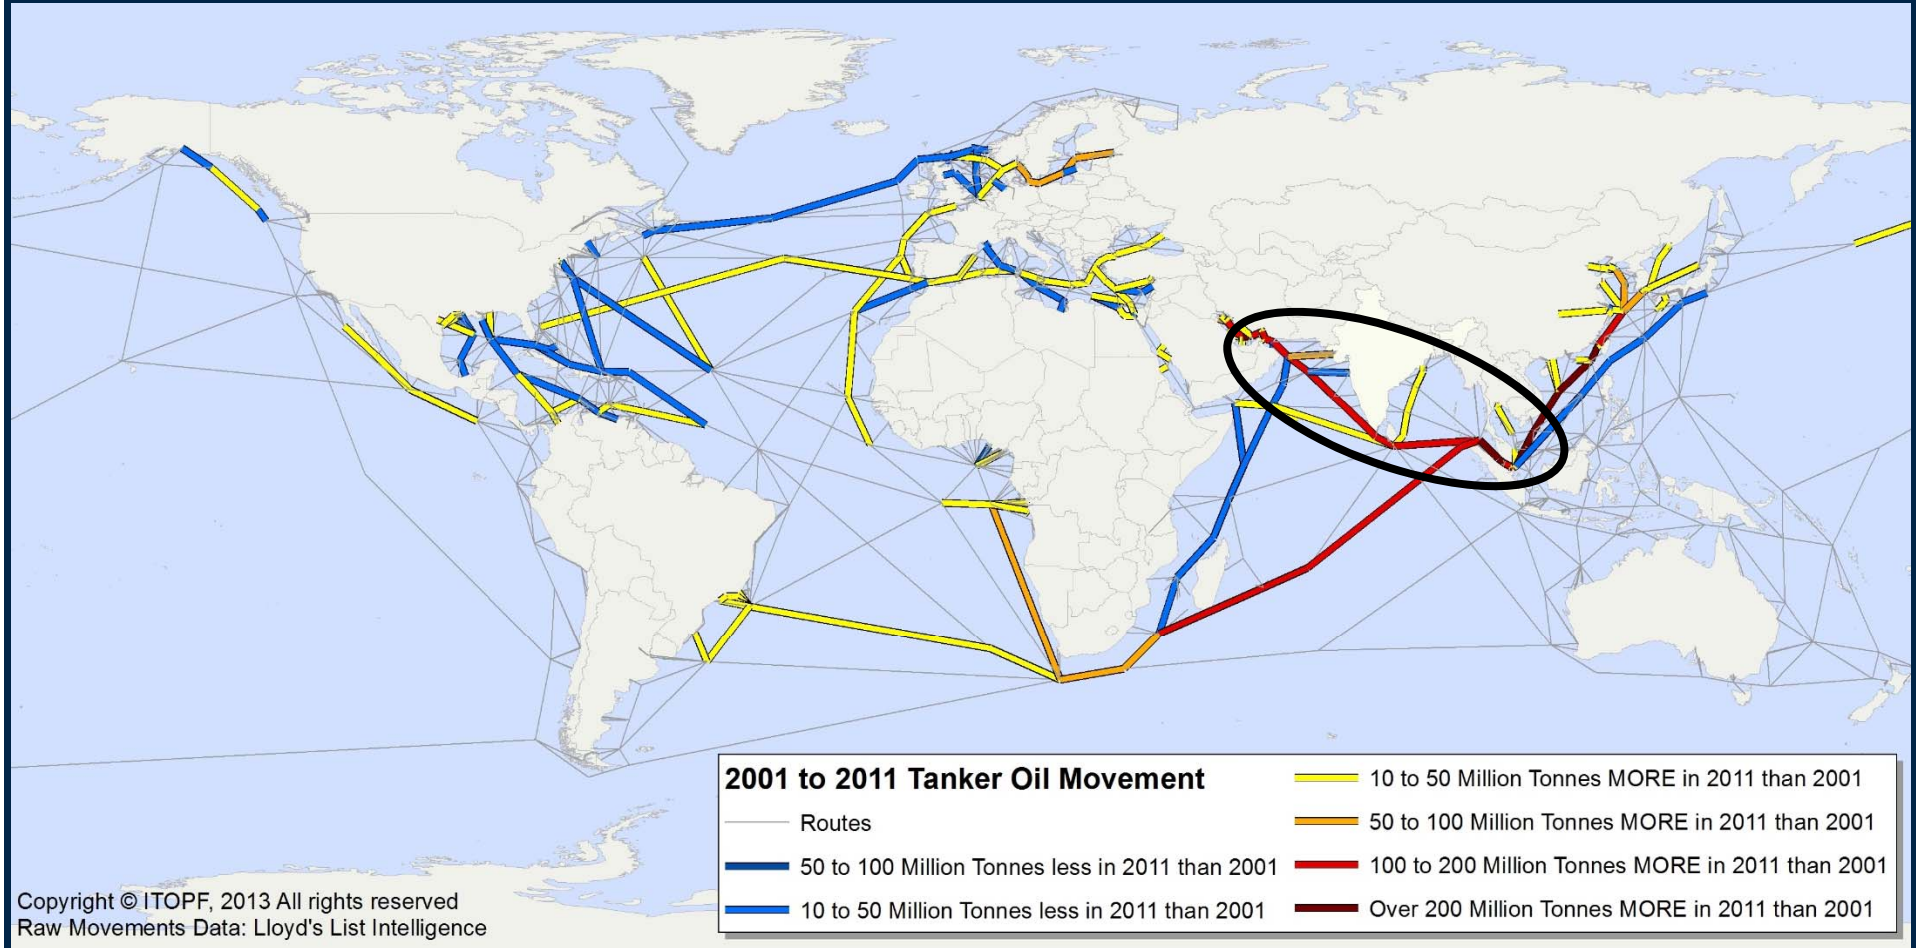 2001 to 2011 Tanker Oil Movement
Routes
50 to 100 Million Tonnes less in 2011 than 2001
10 to 50 Million Tonnes less in 2011 than 2001
10 to 50 Million Tonnes MORE in 2011 than 2001
50 to 100 Million Tonnes MORE in 2011 than 2001
100 to 200 Million Tonnes MORE in 2011 than 2001
Over 200 Million Tonnes MORE in 2011 than 2001
Copyright © ITOPF, 2013 All rights reserved
Raw Movements Data: Lloyd's List Intelligence